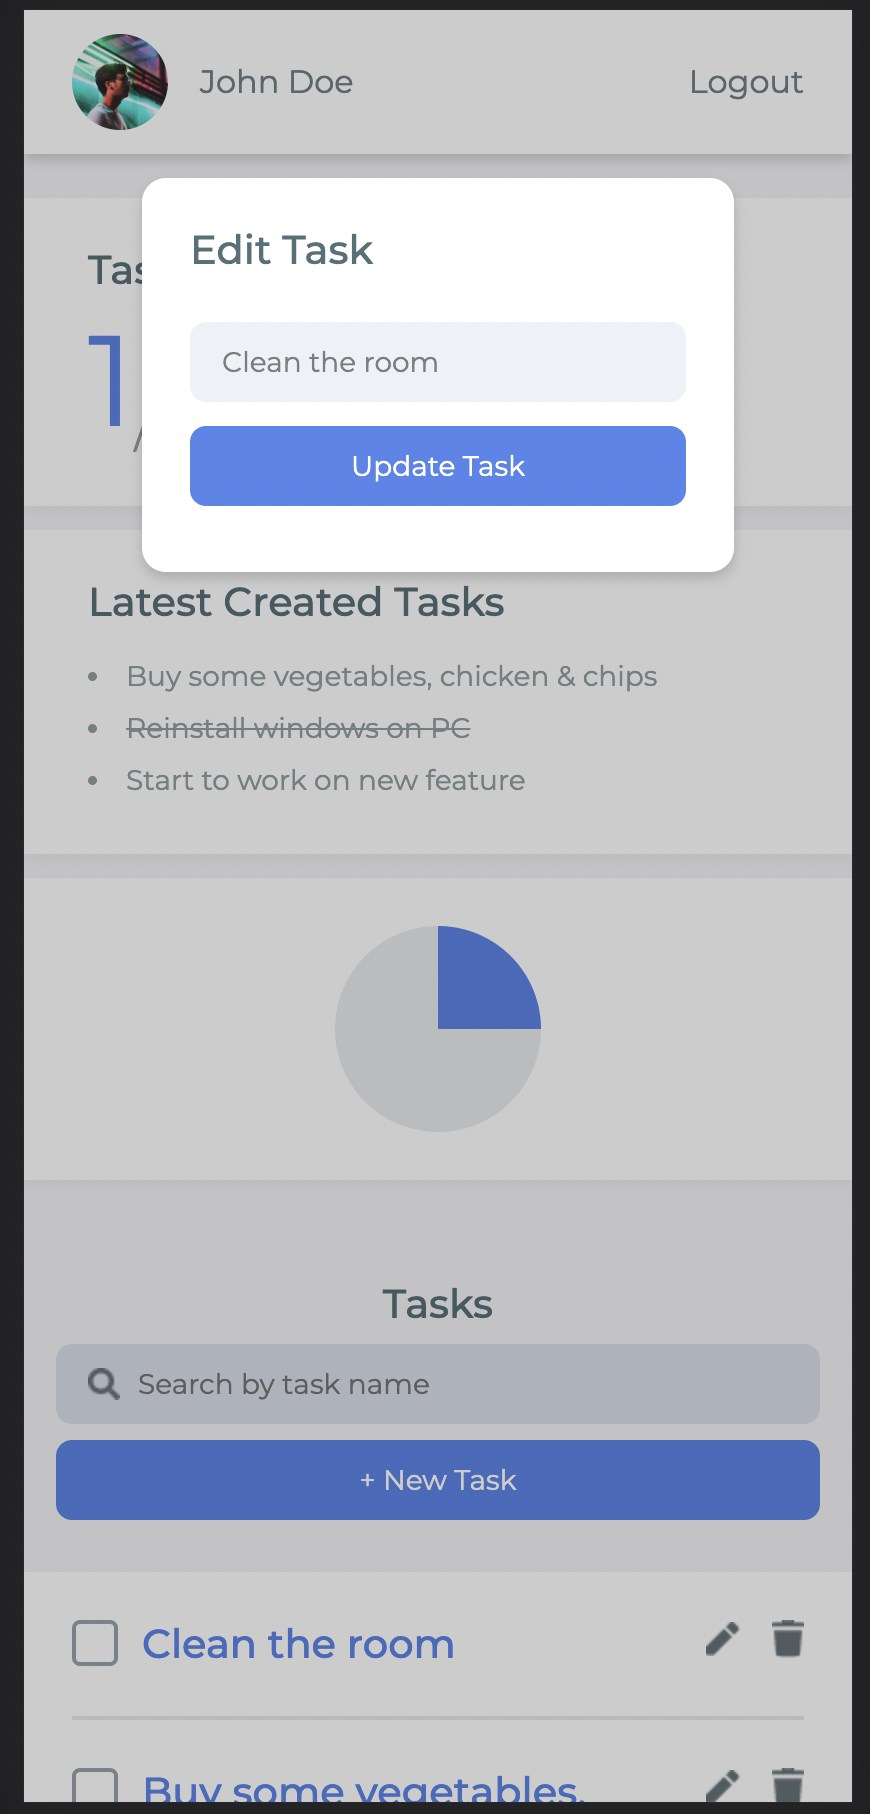 John Doe
Logout
Edit Task
Clean the room
Update Task
1
/
Latest Created Tasks
• Buy some vegetables, chicken & chips
• Reinstall windows on PC
• Start to work on new feature
Tasks
Search by task name
+ New Task
Clean the room
Buy some vegetables,